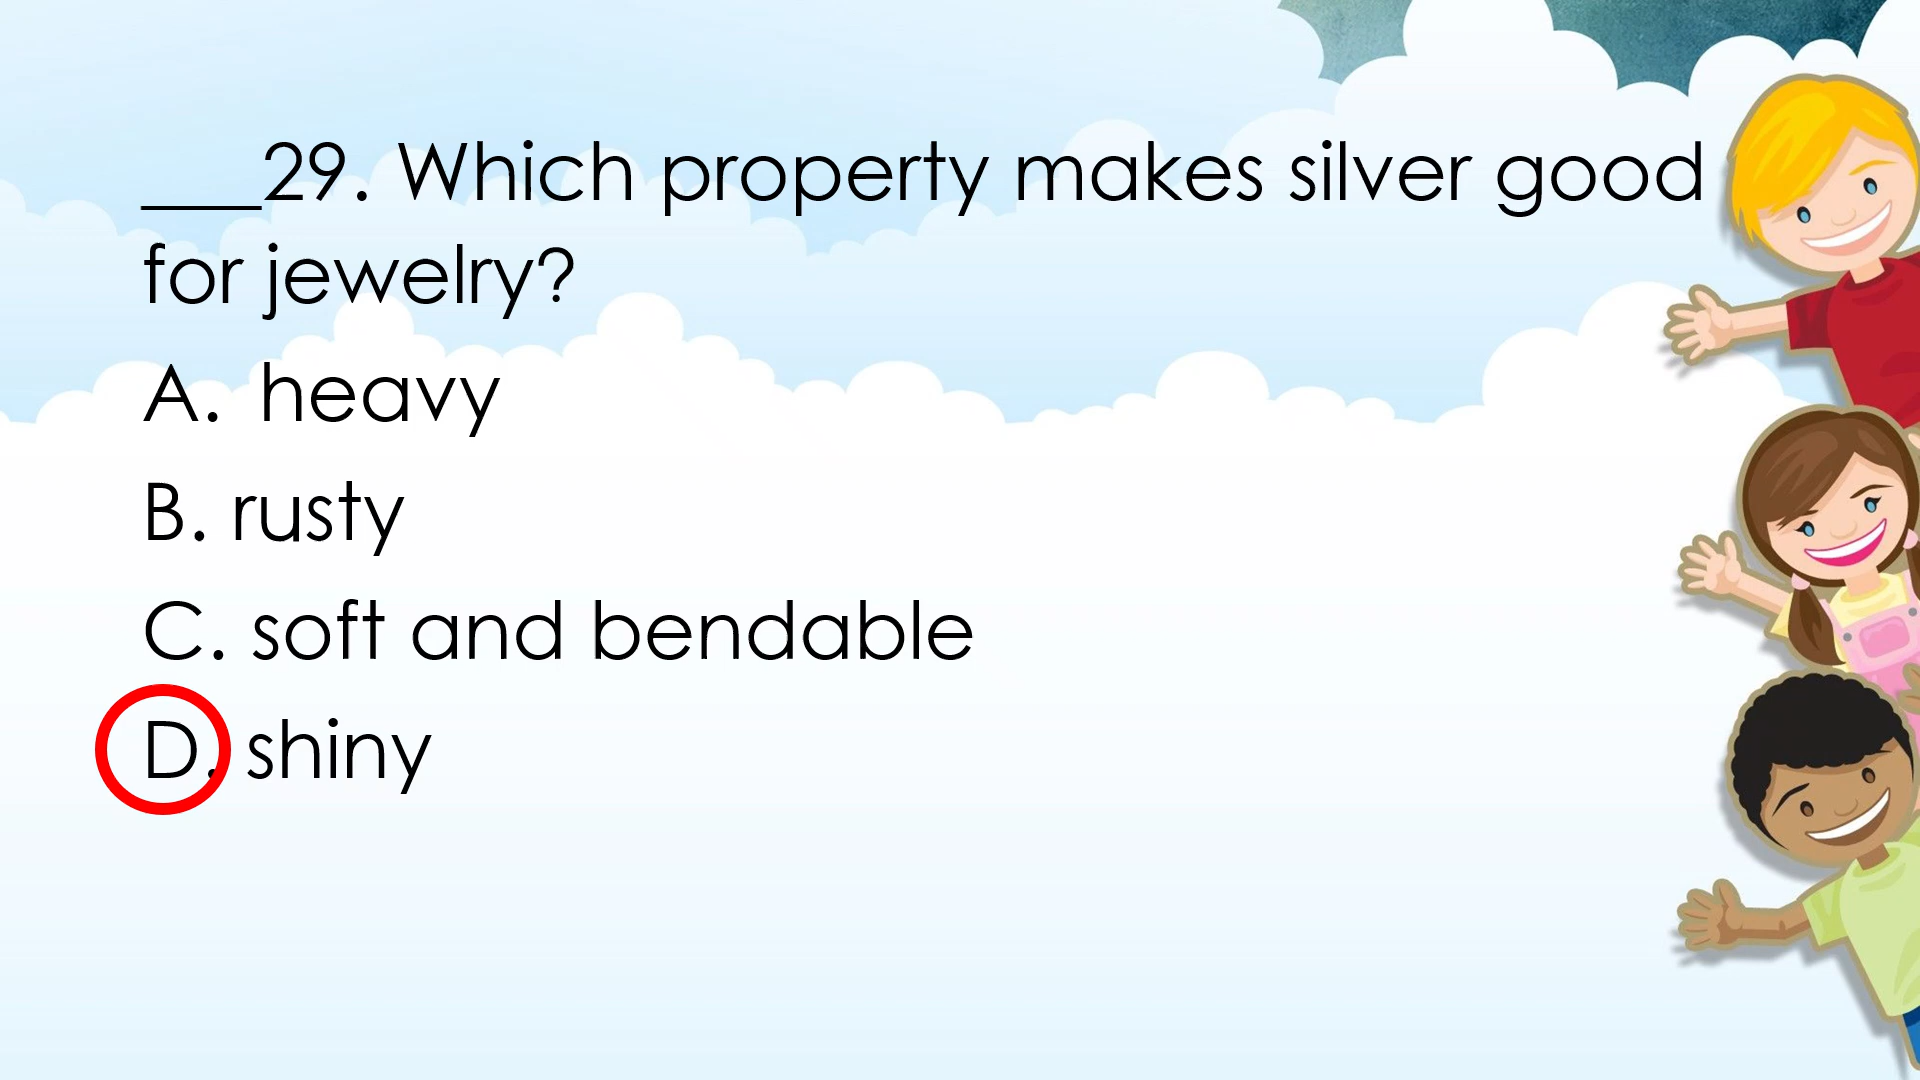 ___29. Which property makes silver good
for jewelry?
A. heavy
B. rusty
C. soft and bendable
D. shiny